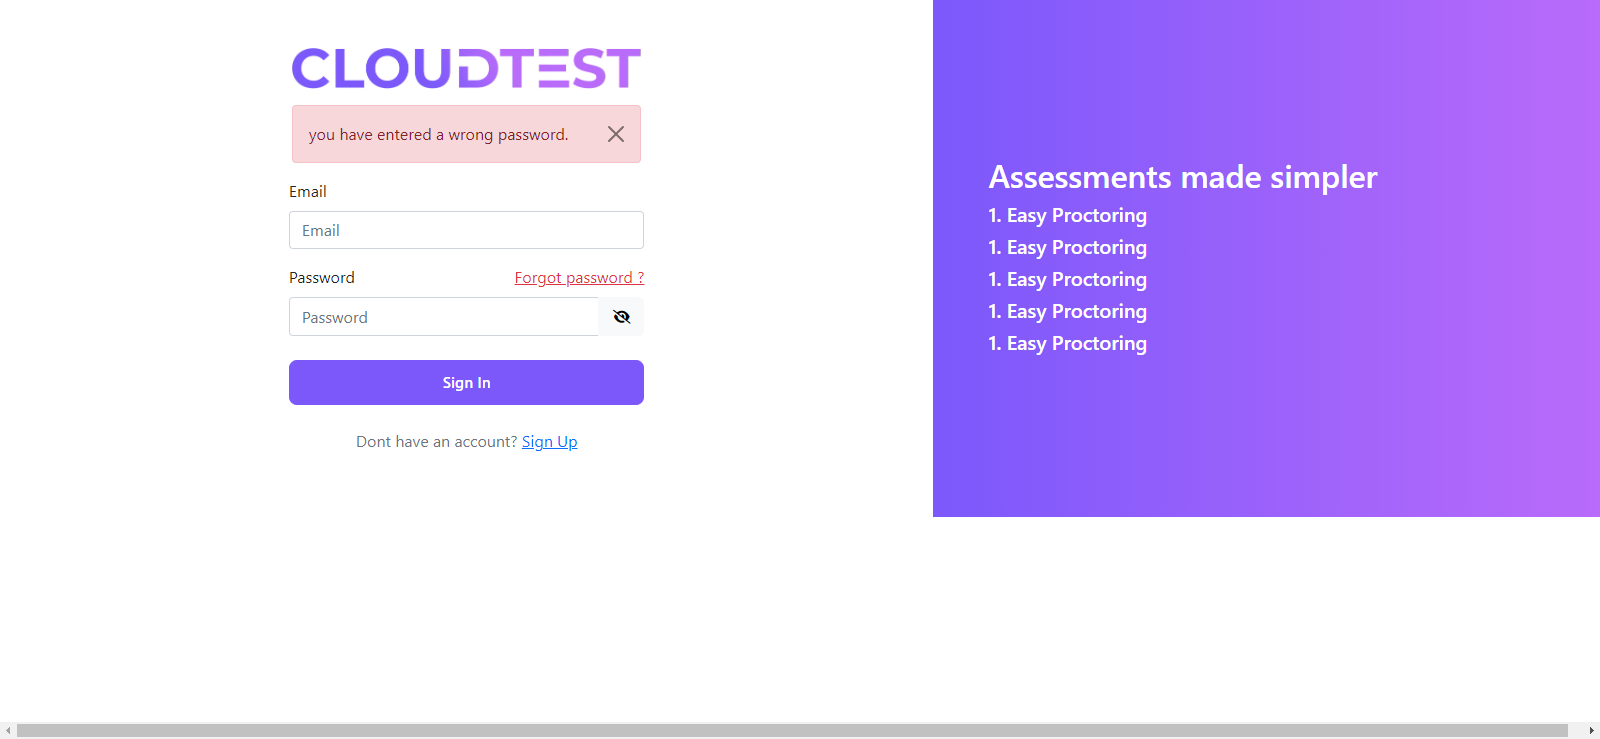 CLOUDTEST
you have entered a wrong password.
Email
Email
Password Forgot password ?
Password
Sign In
Dont have an account? Sign Up
Assessments made simpler
1. Easy Proctoring
1. Easy Proctoring
1. Easy Proctoring
1. Easy Proctoring
1. Easy Proctoring